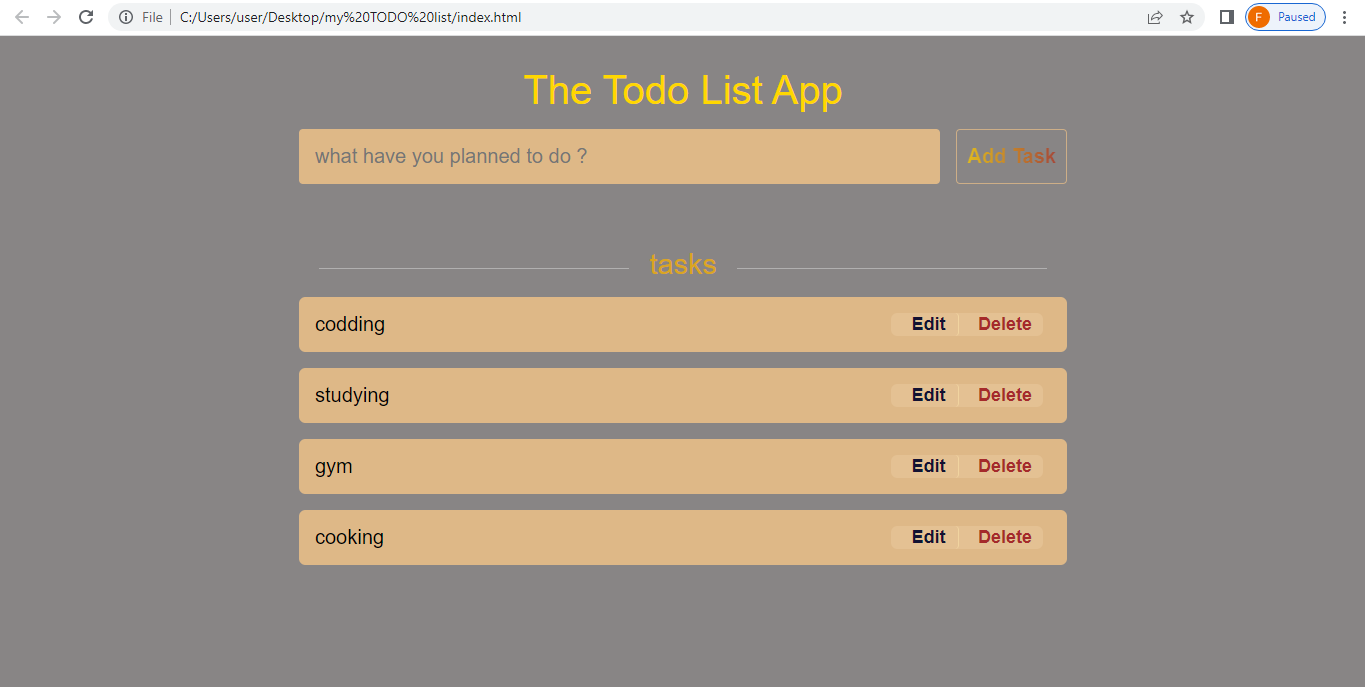 File C:/Users/user/Desktop/my%20TODO%20list/index.html F Paused
The Todo List App
what have you planned to do ? Add Task
tasks
codding Edit Delete
studying Edit Delete
gym Edit Delete
cooking Edit Delete